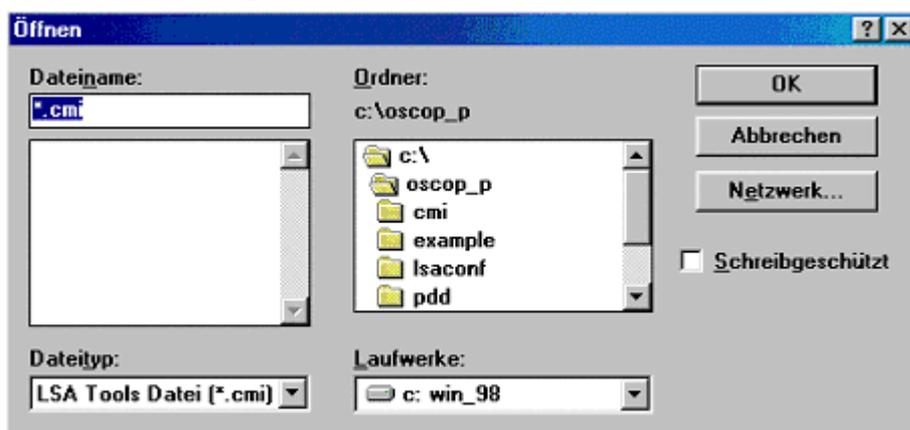 Öffnen
Dateiname:
*.cmi
Ordner:
c:\oscop_p
c:\
oscop_p
cmi
example
lsaconf
pdd
OK
Abbrechen
Netzwerk...
Schreibgeschützt
Dateityp:
LSA Tools Datei (*.cmi)
Laufwerke:
c: win_98